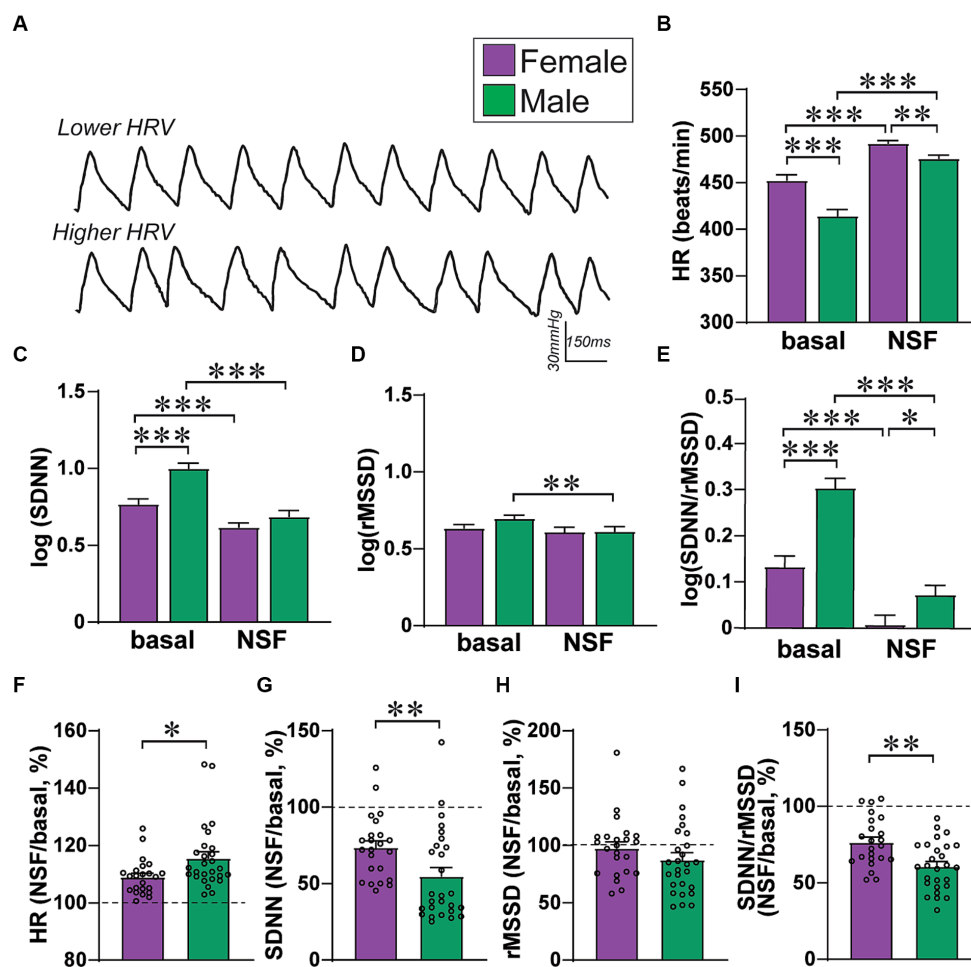 A
Female
Male
Lower HRV
Higher HRV
30mmHg
150ms
B
HR (beats/min)
550
500
450
400
350
300
***
***
**
***
basal
NSF
C
log (SDNN)
1.5
1.0
0.5
0
***
***
***
basal
NSF
D
log(rMSSD)
1.5
1.0
0.5
0
**
basal
NSF
E
log(SDNN/rMSSD)
0.5
0.4
0.3
0.2
0.1
0
***
***
*
***
basal
NSF
F
HR (NSF/basal, %)
160
140
120
100
80
*
G
SDNN (NSF/basal, %)
150
100
50
0
**
H
rMSSD (NSF/basal, %)
200
150
100
50
0
I
SDNN/rMSSD
(NSF/basal, %)
150
100
50
0
**